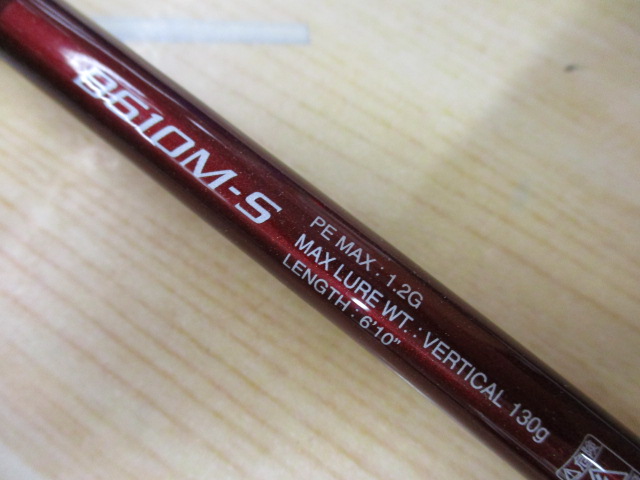 B610M-S
PE MAX : 1.2G
MAX LURE WT. : VERTICAL 130g
LENGTH : 6'10"